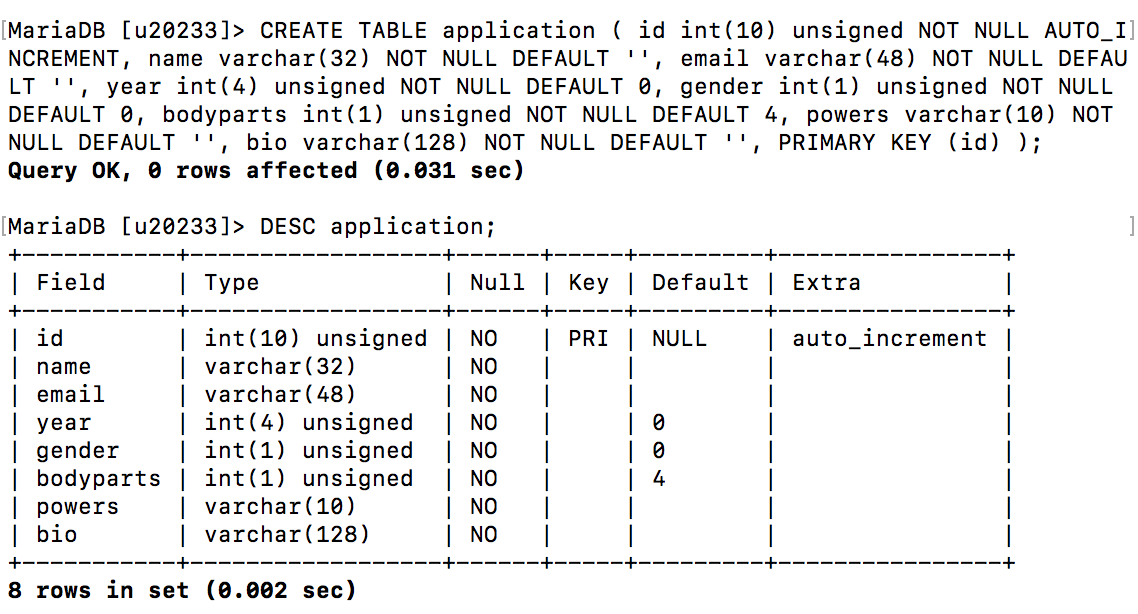 [MariaDB [u20233]> CREATE TABLE application ( id int(10) unsigned NOT NULL AUTO_I]
NCREMENT, name varchar(32) NOT NULL DEFAULT '', email varchar(48) NOT NULL DEFAU
LT '', year int(4) unsigned NOT NULL DEFAULT 0, gender int(1) unsigned NOT NULL
DEFAULT 0, bodyparts int(1) unsigned NOT NULL DEFAULT 4, powers varchar(10) NOT
NULL DEFAULT '', bio varchar(128) NOT NULL DEFAULT '', PRIMARY KEY (id) );
Query OK, 0 rows affected (0.031 sec)

[MariaDB [u20233]> DESC application;                                            ]
+-----------+------------------+------+-----+---------+----------------+
| Field     | Type             | Null | Key | Default | Extra          |
+-----------+------------------+------+-----+---------+----------------+
| id        | int(10) unsigned | NO   | PRI | NULL    | auto_increment |
| name      | varchar(32)      | NO   |     |         |                |
| email     | varchar(48)      | NO   |     |         |                |
| year      | int(4) unsigned  | NO   |     | 0       |                |
| gender    | int(1) unsigned  | NO   |     | 0       |                |
| bodyparts | int(1) unsigned  | NO   |     | 4       |                |
| powers    | varchar(10)      | NO   |     |         |                |
| bio       | varchar(128)     | NO   |     |         |                |
+-----------+------------------+------+-----+---------+----------------+
8 rows in set (0.002 sec)